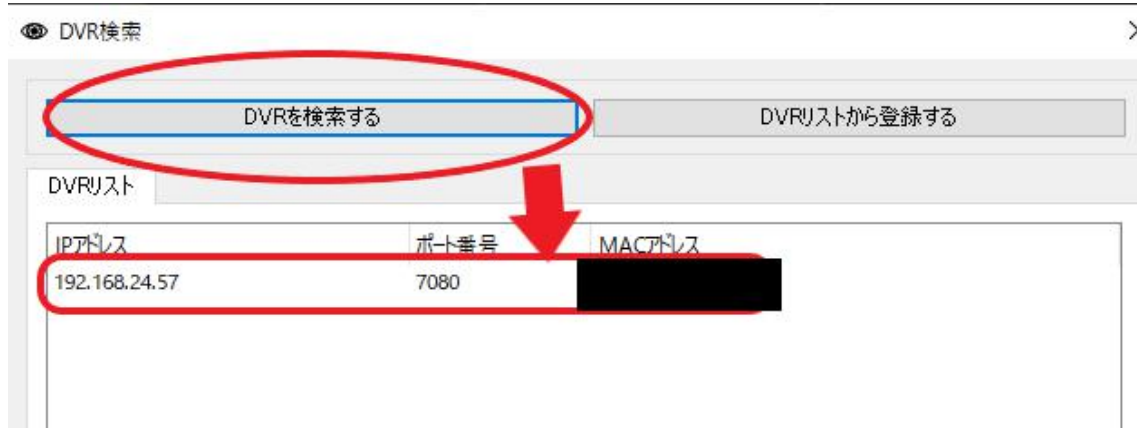 DVR検索
DVRを検索する DVRリストから登録する
DVRリスト
IPアドレス ポート番号 MACアドレス
192.168.24.57 7080